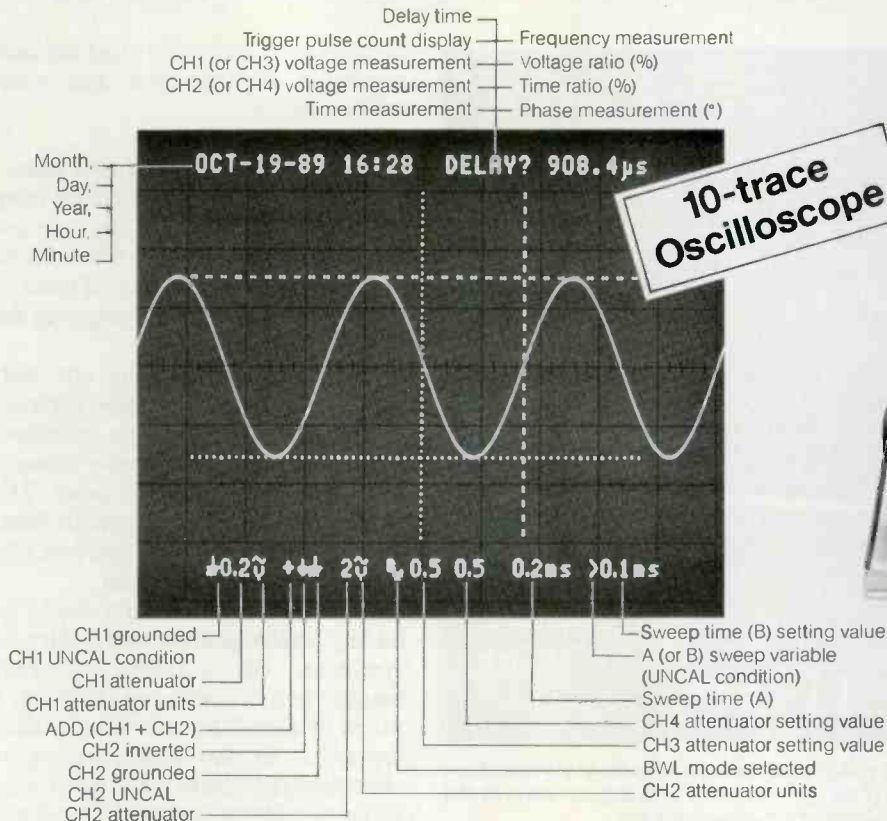 Delay time
Trigger pulse count display
Frequency measurement
CH1 (or CH3) voltage measurement
Voltage ratio (%)
CH2 (or CH4) voltage measurement
Time ratio (%)
Time measurement
Phase measurement (°)
Month,
Day,
Year,
Hour,
Minute
OCT-19-89 16:28 DELAY? 908.4µs
10-trace
Oscilloscope
0.2Ṽ +↓ 2Ṽ 0.5 0.5 0.2ms >0.1ms
CH1 grounded
CH1 UNCAL condition
CH1 attenuator
CH1 attenuator units
ADD (CH1 + CH2)
CH2 inverted
CH2 grounded
CH2 UNCAL
CH2 attenuator
Sweep time (B) setting value
A (or B) sweep variable
(UNCAL condition)
Sweep time (A)
CH4 attenuator setting value
CH3 attenuator setting value
BWL mode selected
CH2 attenuator units